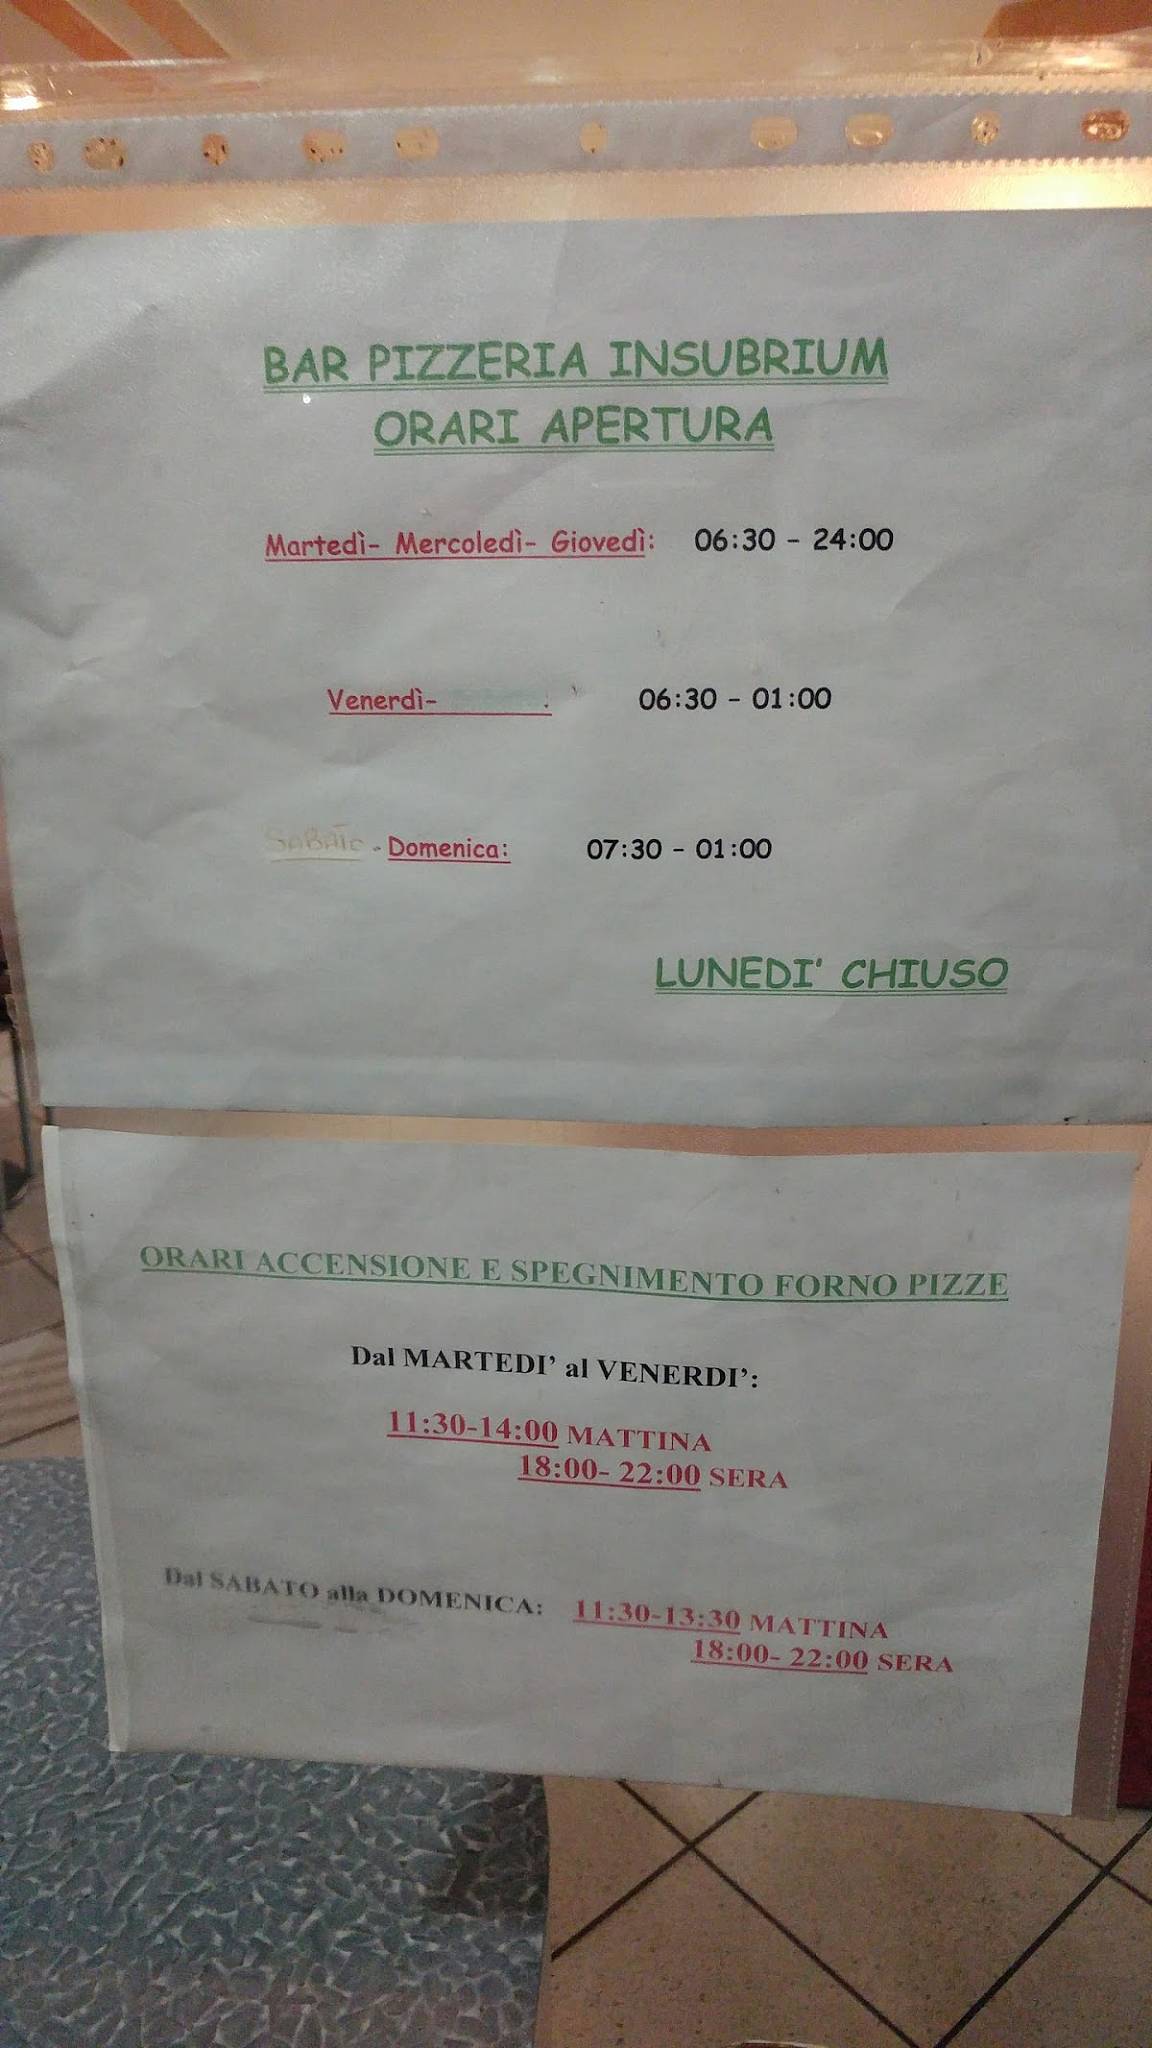 BAR PIZZERIA INSUBRIUM
ORARI APERTURA
Martedì- Mercoledì- Giovedì: 06:30 - 24:00
Venerdì- : 06:30 - 01:00
SABATO - Domenica: 07:30 - 01:00
LUNEDI' CHIUSO
ORARI ACCENSIONE E SPEGNIMENTO FORNO PIZZE
Dal MARTEDI' al VENERDI':
11:30-14:00 MATTINA
18:00- 22:00 SERA
Dal SABATO alla DOMENICA: 11:30-13:30 MATTINA
18:00- 22:00 SERA